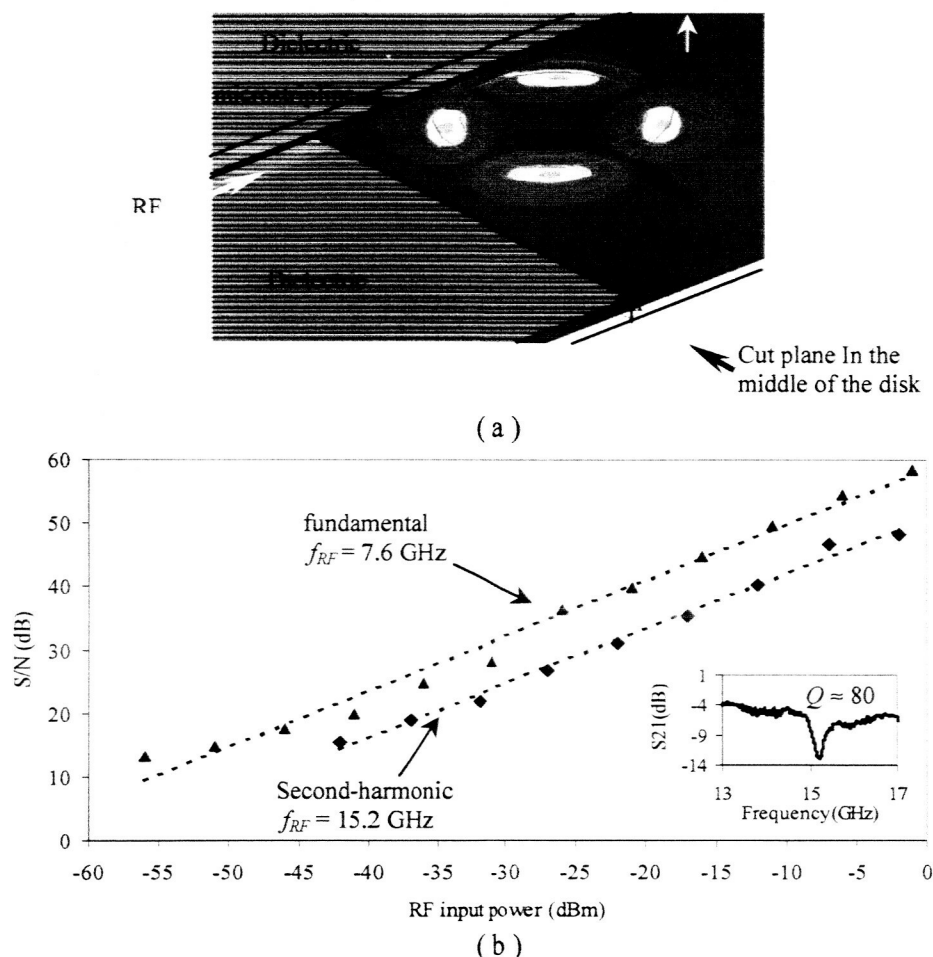 Dielectric
RF
Cut plane In the
middle of the disk
( a )
60
50
40
30
20
10
0
S/N (dB)
fundamental
f_RF = 7.6 GHz
Second-harmonic
f_RF = 15.2 GHz
1
-4
-9
-14
S21(dB)
Q ≈ 80
13 15 17
Frequency(GHz)
-60 -55 -50 -45 -40 -35 -30 -25 -20 -15 -10 -5 0
RF input power (dBm)
( b )